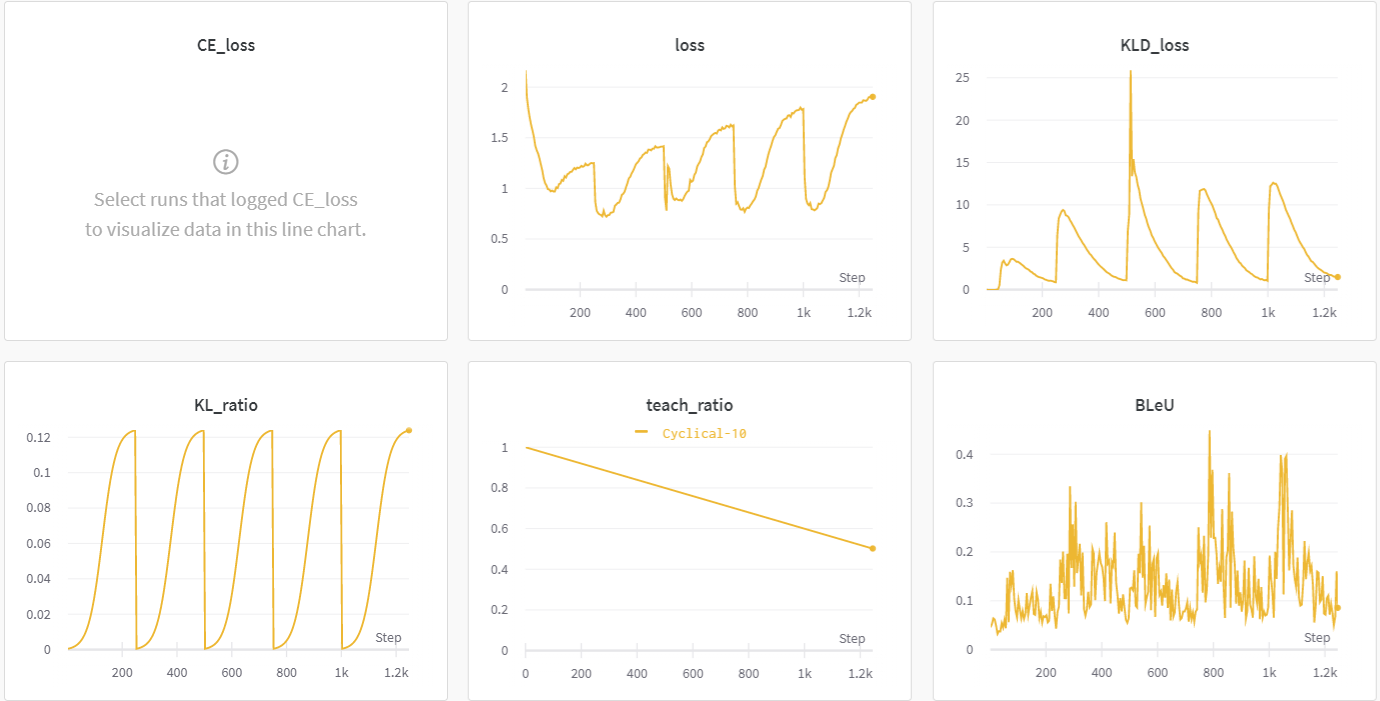 CE_loss
Select runs that logged CE_loss
to visualize data in this line chart.
loss
2
1.5
1
0.5
0
Step
200 400 600 800 1k 1.2k
KLD_loss
25
20
15
10
5
0
Step
200 400 600 800 1k 1.2k
KL_ratio
0.12
0.1
0.08
0.06
0.04
0.02
0
Step
200 400 600 800 1k 1.2k
teach_ratio
Cyclical-10
1
0.8
0.6
0.4
0.2
0
Step
0 200 400 600 800 1k 1.2k
BLeU
0.4
0.3
0.2
0.1
0
Step
200 400 600 800 1k 1.2k